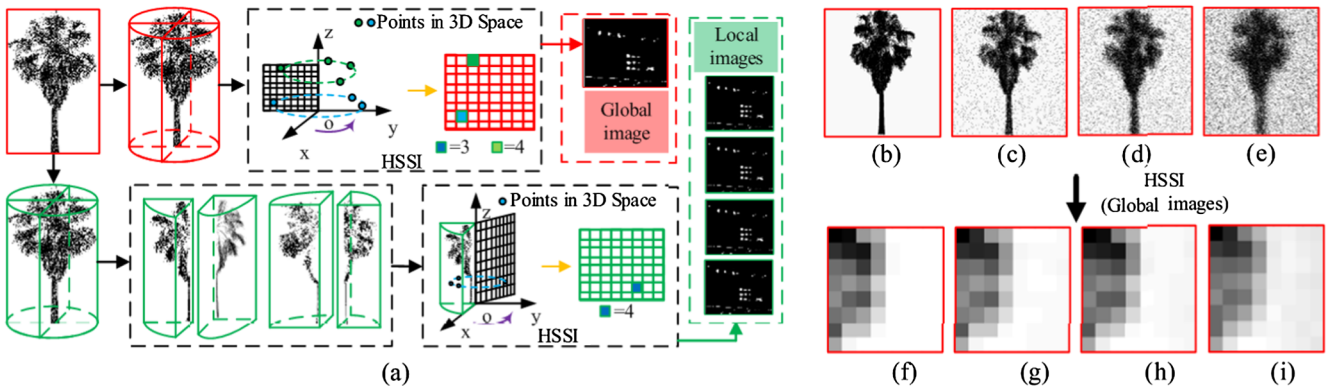 Points in 3D Space
z
y
x
o
HSSI
=3
=4
Global
image
Local
images
Points in 3D Space
z
y
x
o
HSSI
=4
(a)
(b)
(c)
(d)
(e)
HSSI
(Global images)
(f)
(g)
(h)
(i)